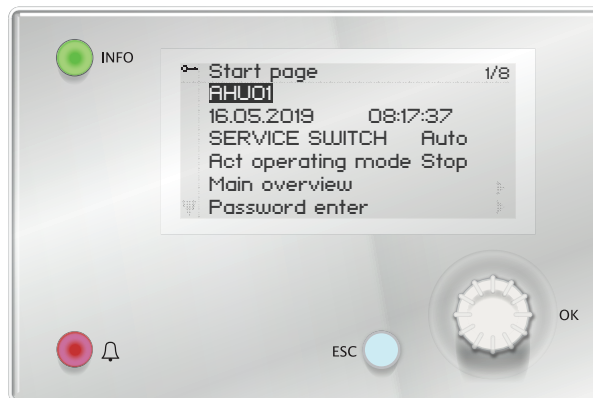 INFO
Start page 1/8
AHU01
16.05.2019 08:17:37
SERVICE SWITCH Auto
Act operating mode Stop
Main overview
Password enter
OK
ESC